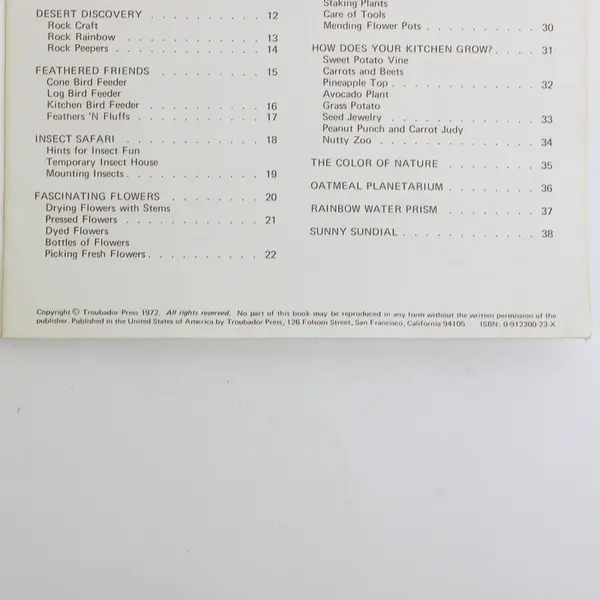 DESERT DISCOVERY . . . . . . . . . . 12
Rock Craft
Rock Rainbow . . . . . . . . . . . 13
Rock Peepers . . . . . . . . . . . 14
FEATHERED FRIENDS . . . . . . . . . 15
Cone Bird Feeder
Log Bird Feeder
Kitchen Bird Feeder . . . . . . . . 16
Feathers 'N Fluffs . . . . . . . . . 17
INSECT SAFARI . . . . . . . . . . . 18
Hints for Insect Fun
Temporary Insect House
Mounting Insects . . . . . . . . . . 19
FASCINATING FLOWERS . . . . . . . . 20
Drying Flowers with Stems
Pressed Flowers . . . . . . . . . . 21
Dyed Flowers
Bottles of Flowers
Picking Fresh Flowers . . . . . . . . 22
Staking Plants
Care of Tools
Mending Flower Pots . . . . . . . . 30
HOW DOES YOUR KITCHEN GROW? . . . . 31
Sweet Potato Vine
Carrots and Beets
Pineapple Top . . . . . . . . . . . 32
Avocado Plant
Grass Potato
Seed Jewelry . . . . . . . . . . . 33
Peanut Punch and Carrot Judy
Nutty Zoo . . . . . . . . . . . . 34
THE COLOR OF NATURE . . . . . . . . 35
OATMEAL PLANETARIUM . . . . . . . . 36
RAINBOW WATER PRISM . . . . . . . . 37
SUNNY SUNDIAL . . . . . . . . . . . 38
Copyright © Troubador Press 1972. All rights reserved. No part of this book may be reproduced in any form without the written permission of the
publisher. Published in the United States of America by Troubador Press, 126 Folsom Street, San Francisco, California 94105 ISBN: 0-912300-23-X